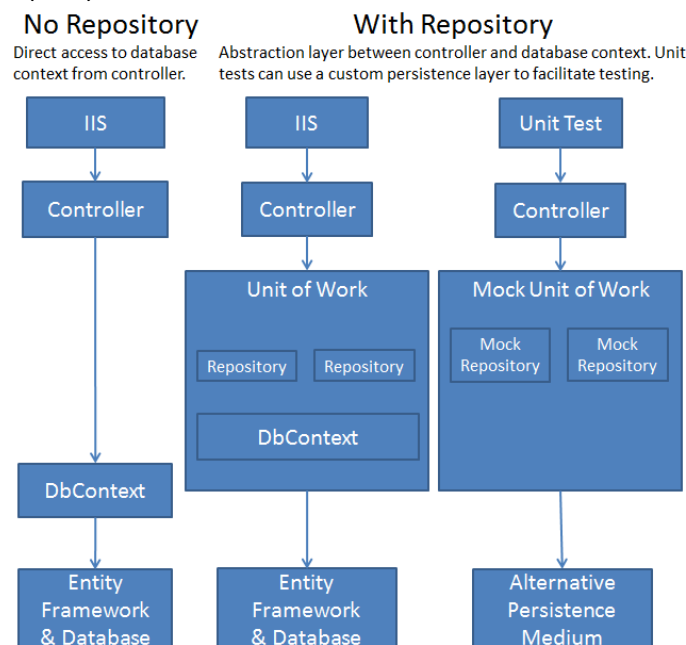 No Repository
Direct access to database
context from controller.
With Repository
Abstraction layer between controller and database context. Unit
tests can use a custom persistence layer to facilitate testing.
IIS
Controller
DbContext
Entity
Framework
& Database
IIS
Controller
Unit of Work
Repository
Repository
DbContext
Entity
Framework
& Database
Unit Test
Controller
Mock Unit of Work
Mock
Repository
Mock
Repository
Alternative
Persistence
Medium